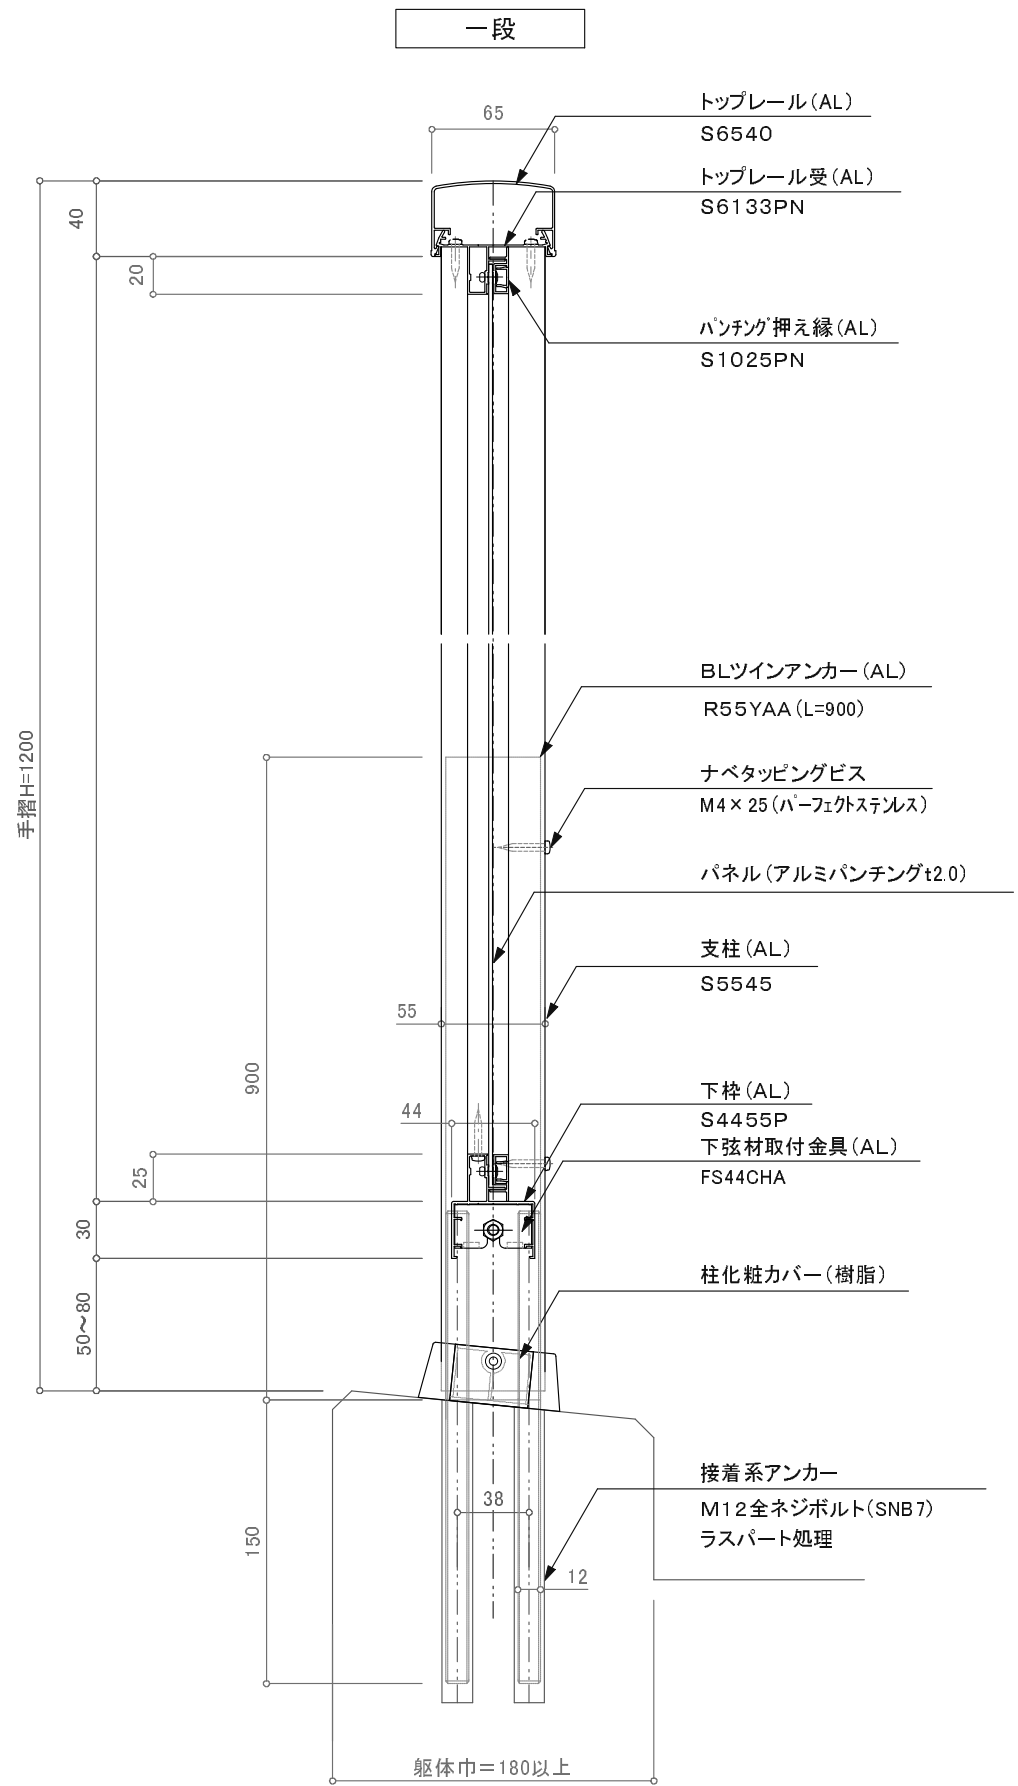 一段
65
トップレール(AL)
S6540
トップレール受(AL)
S6133PN
40
20
パンチング押え縁(AL)
S1025PN
BLツインアンカー(AL)
R55YAA(L=900)
手摺H=1200
ナベタッピングビス
M4×25(パーフェクトステンレス)
パネル(アルミパンチングt2.0)
支柱(AL)
S5545
55
900
44
下枠(AL)
S4455P
下弦材取付金具(AL)
FS44CHA
25
30
柱化粧カバー(樹脂)
50〜80
接着系アンカー
M12全ネジボルト(SNB7)
ラスパート処理
38
150
12
躯体巾=180以上